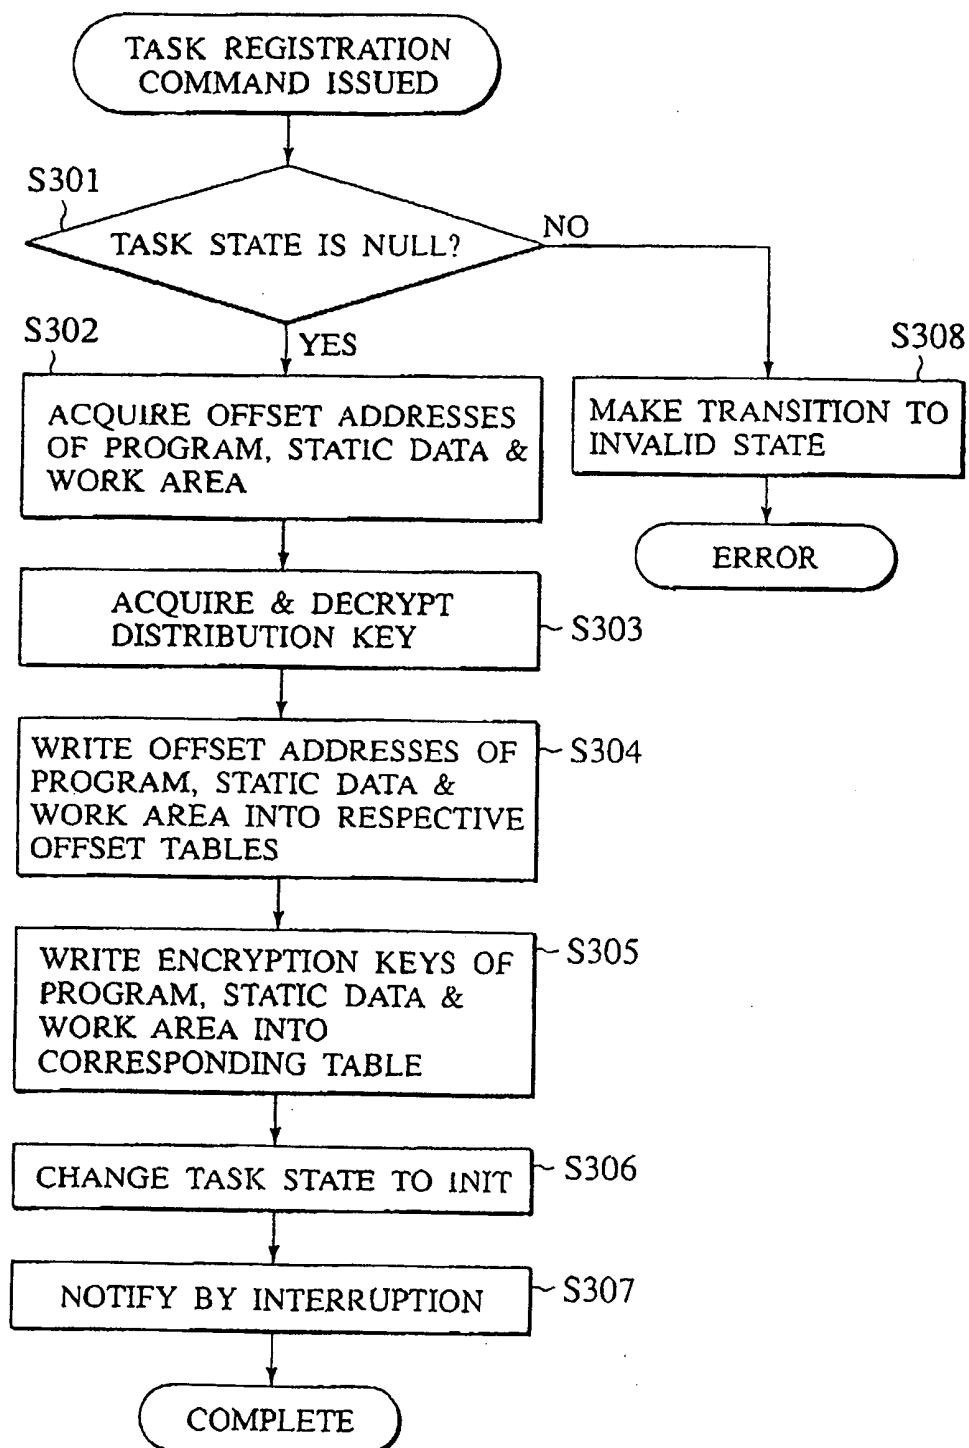 TASK REGISTRATION
COMMAND ISSUED
S301
TASK STATE IS NULL?
NO
YES
S302
ACQUIRE OFFSET ADDRESSES
OF PROGRAM, STATIC DATA &
WORK AREA
S308
MAKE TRANSITION TO
INVALID STATE
ERROR
ACQUIRE & DECRYPT
DISTRIBUTION KEY
S303
WRITE OFFSET ADDRESSES OF
PROGRAM, STATIC DATA &
WORK AREA INTO RESPECTIVE
OFFSET TABLES
S304
WRITE ENCRYPTION KEYS OF
PROGRAM, STATIC DATA &
WORK AREA INTO
CORRESPONDING TABLE
S305
CHANGE TASK STATE TO INIT
S306
NOTIFY BY INTERRUPTION
S307
COMPLETE